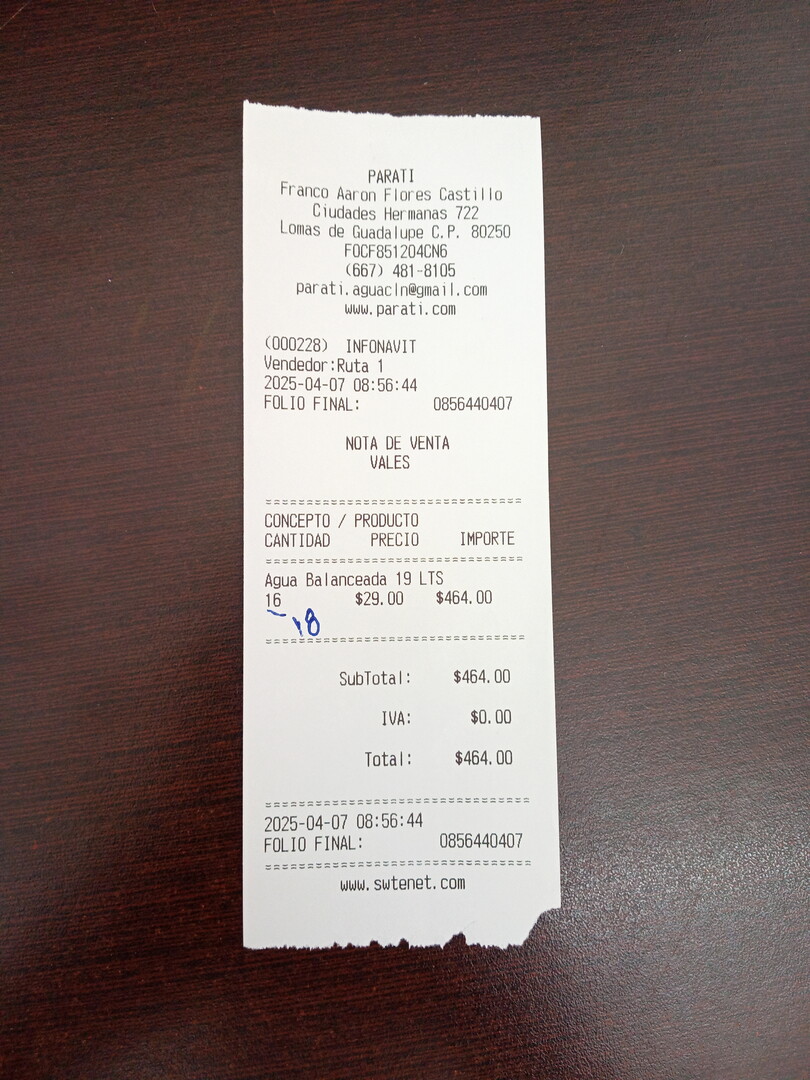 PARATI
Franco Aaron Flores Castillo
Ciudades Hermanas 722
Lomas de Guadalupe C.P. 80250
FOCF851204CN6
(667) 481-8105
parati.aguacln@gmail.com
www.parati.com
(000228) INFONAVIT
Vendedor:Ruta 1
2025-04-07 08:56:44
FOLIO FINAL: 0856440407
NOTA DE VENTA
VALES
CONCEPTO / PRODUCTO
CANTIDAD PRECIO IMPORTE
Agua Balanceada 19 LTS
16 $29.00 $464.00
18
SubTotal: $464.00
IVA: $0.00
Total: $464.00
2025-04-07 08:56:44
FOLIO FINAL: 0856440407
www.swtenet.com